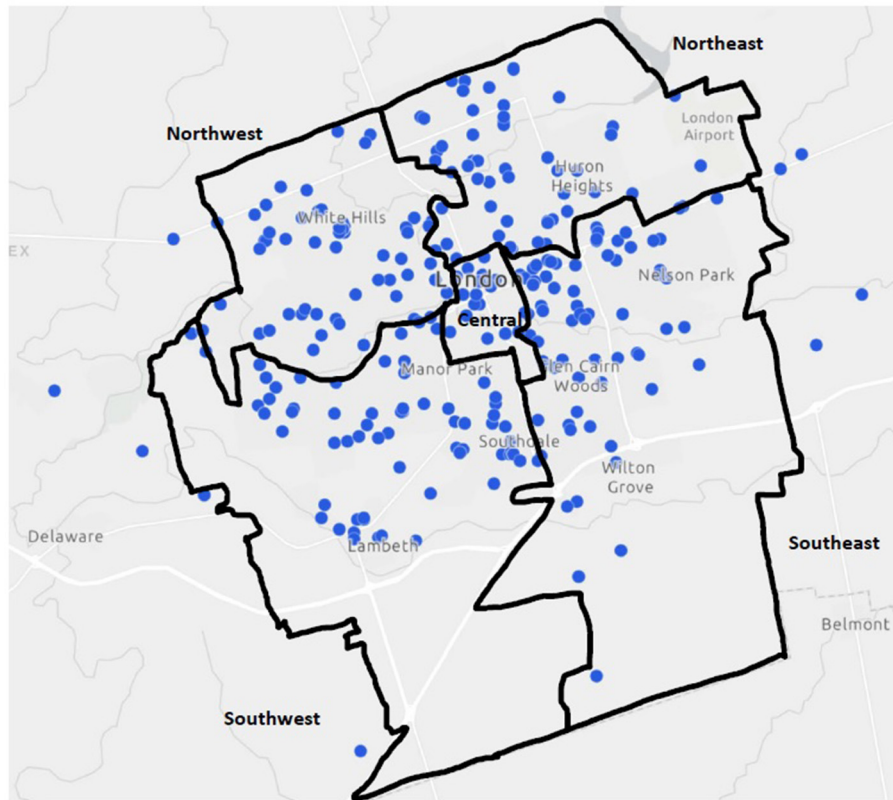 Northeast
London
Airport
Northwest
Huron
Heights
White Hills
EX
Nelson Park
London
Central
Manor Park
Glen Cairn
Woods
Southdale
Wilton
Grove
Delaware
Lambeth
Southeast
Belmont
Southwest